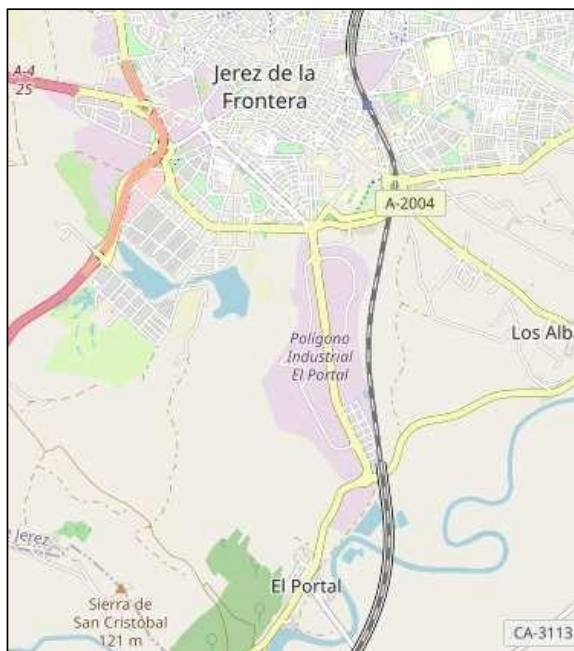 Jerez de la
Frontera
A-4
25
A-2004
Polígono
Industrial
El Portal
Los Alba
Jerez
El Portal
Sierra de
San Cristóbal
121 m
CA-3113